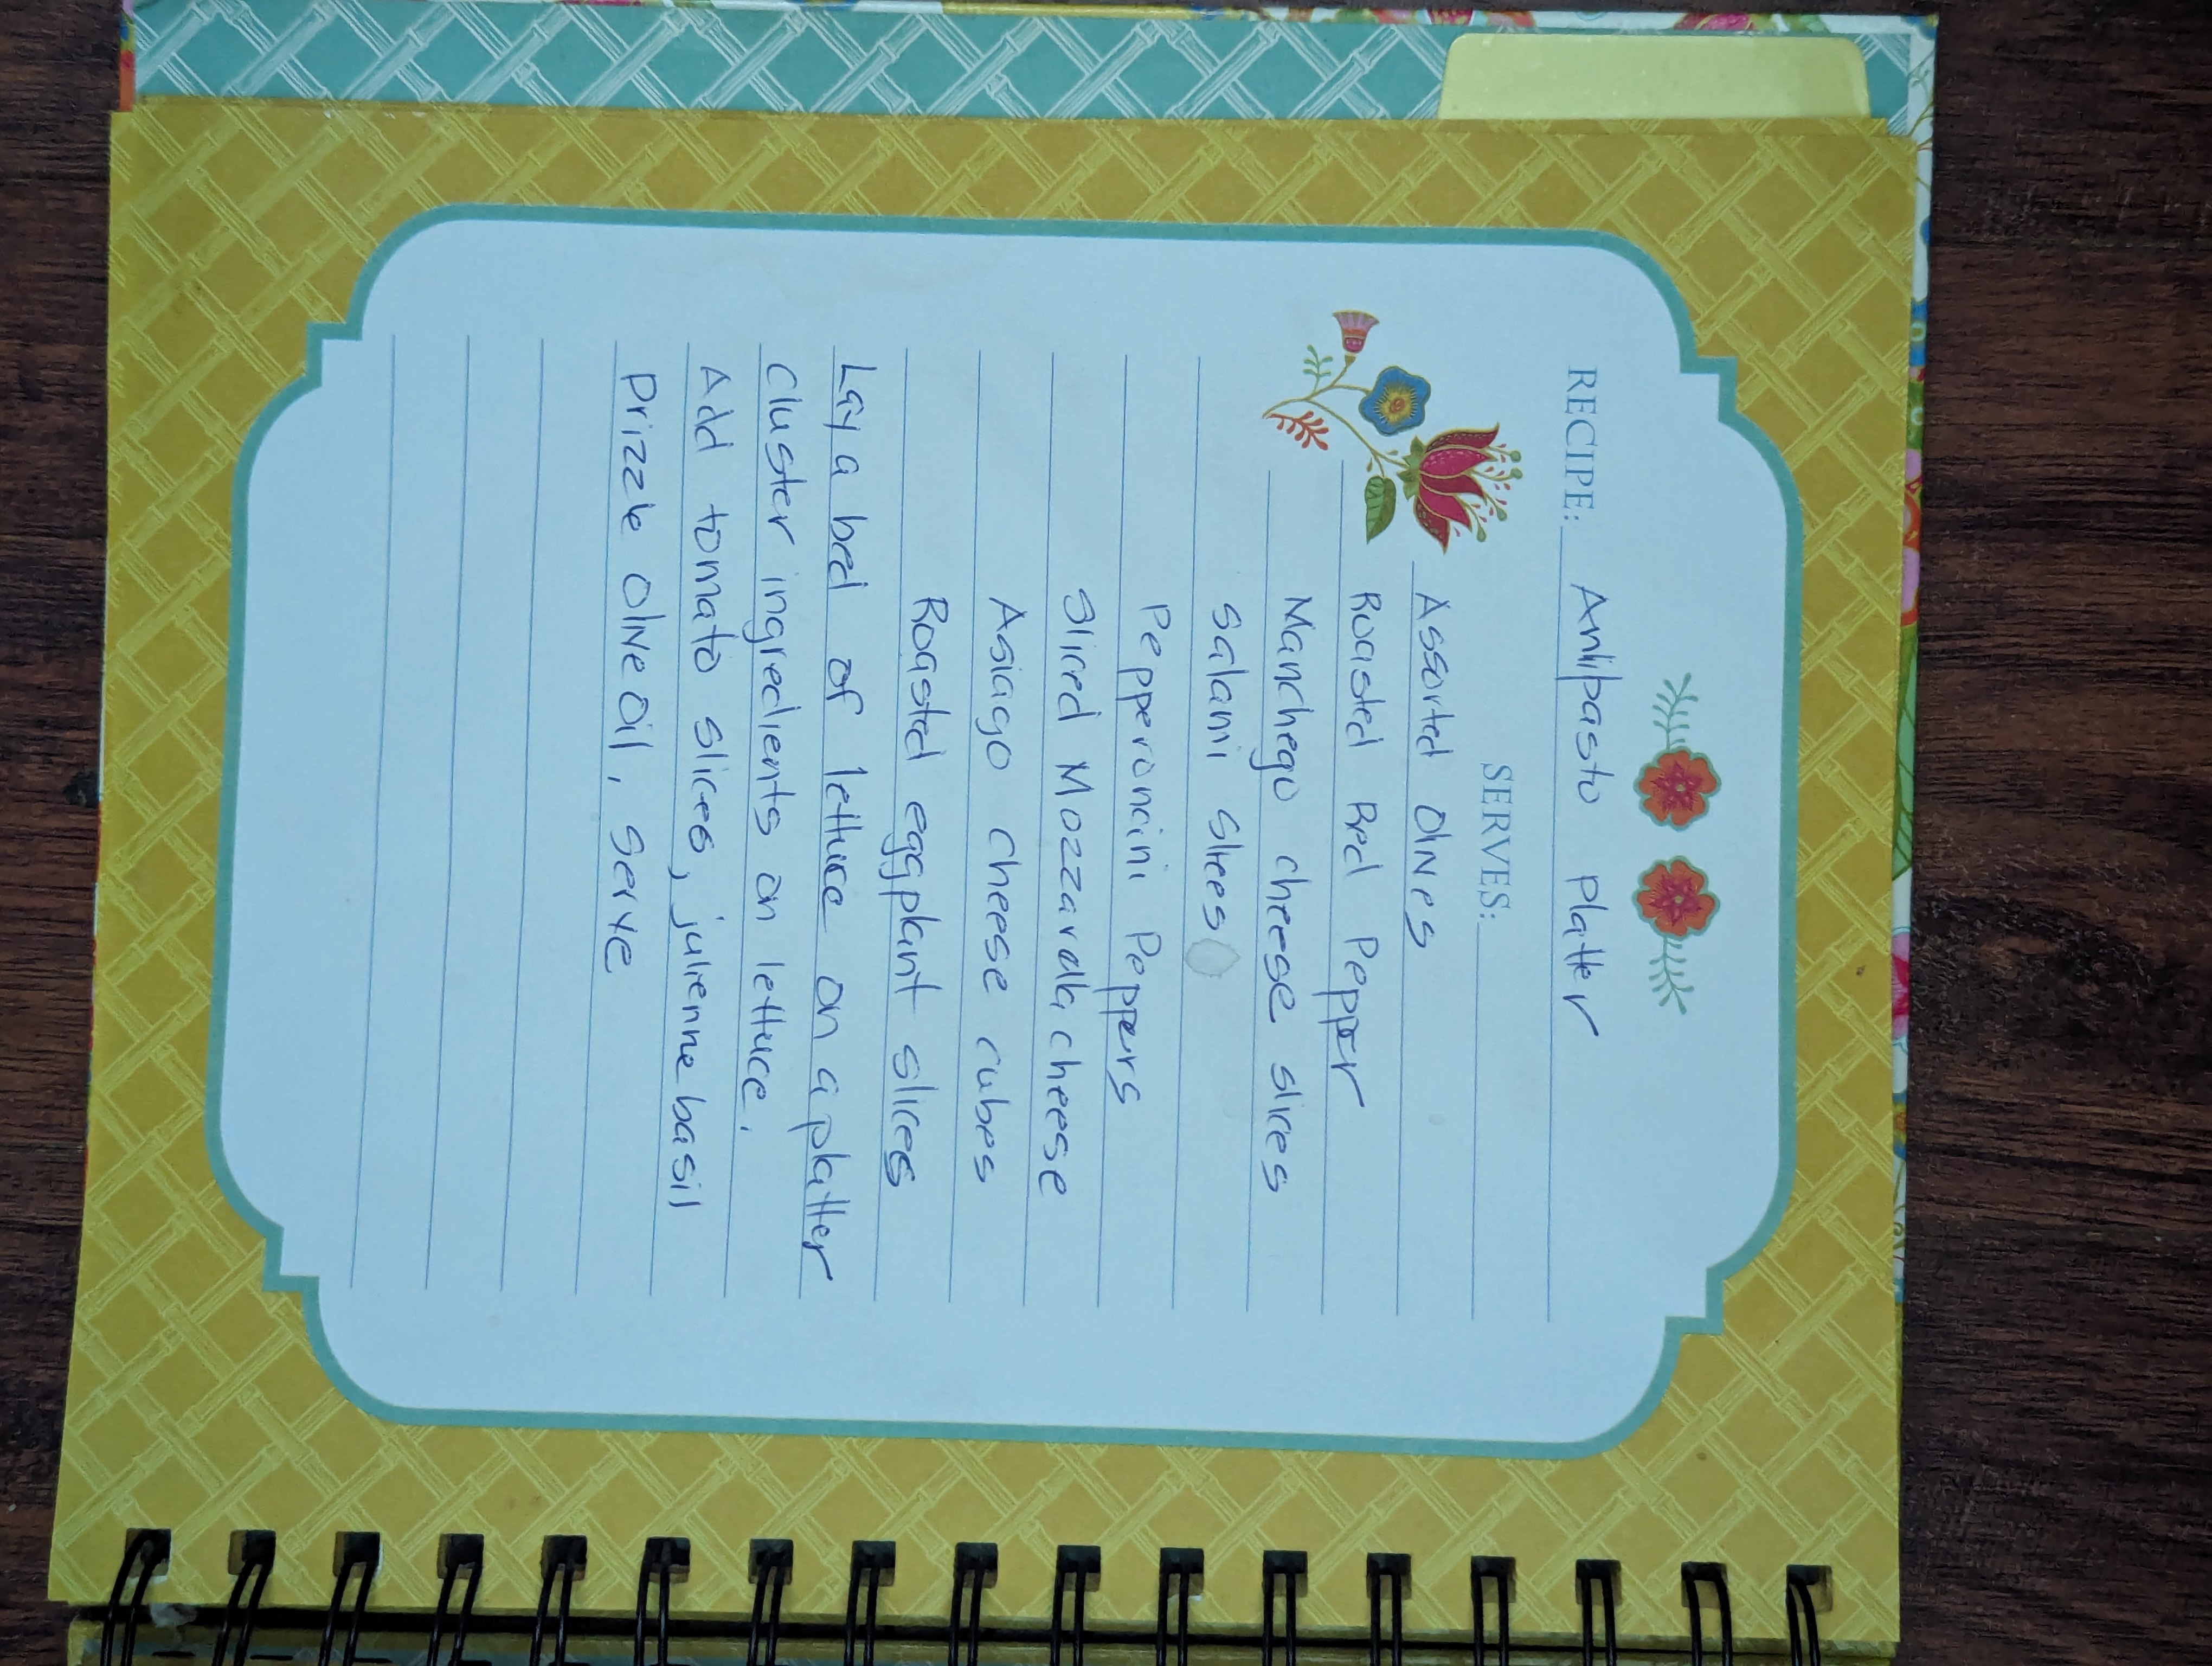 RECIPE: Antipasto Platter
SERVES:
Assorted Olives
Roasted Red Pepper
Manchego cheese slices
Salami Slices
Pepperoncini Peppers
Sliced Mozzarella cheese
Asiago cheese cubes
Roasted eggplant slices
Lay a bed of lettuce on a platter
Cluster ingredients on lettuce.
Add tomato slices, julienne basil
Drizzle Olive Oil, Serve